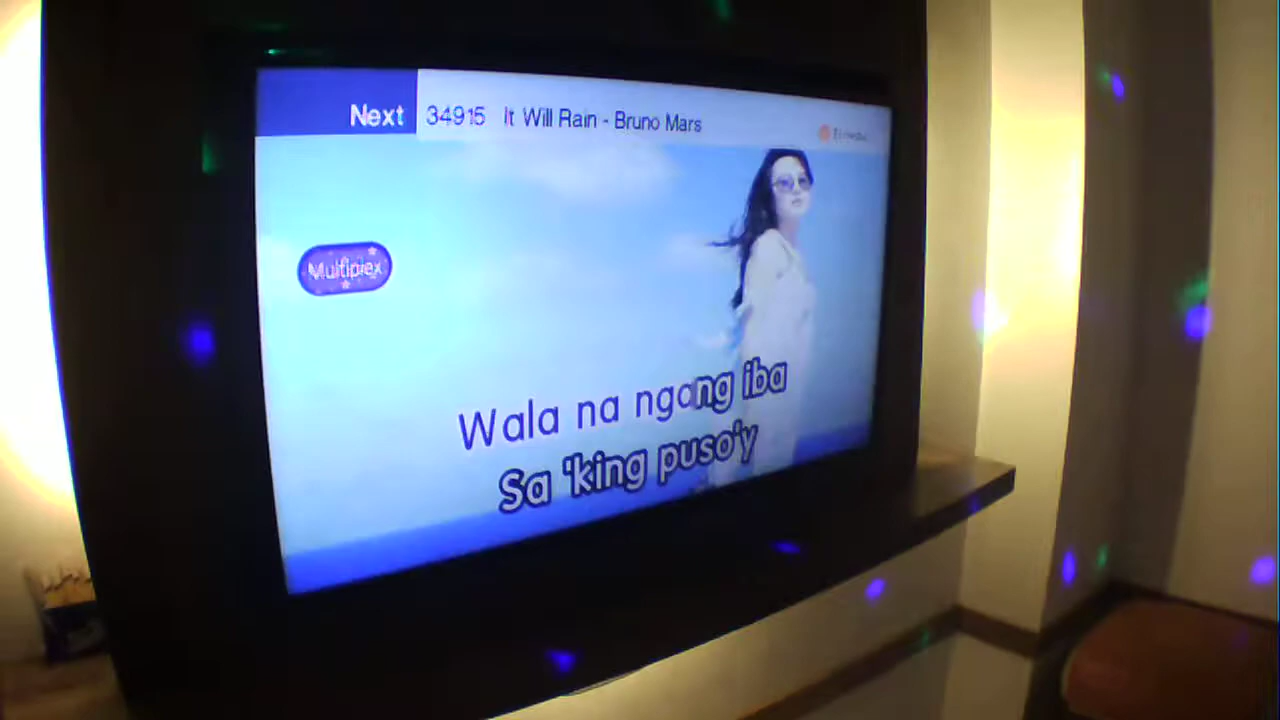 Next 34915 It Will Rain - Bruno Mars
Multiplex
Wala na ngang iba
Sa 'king puso'y